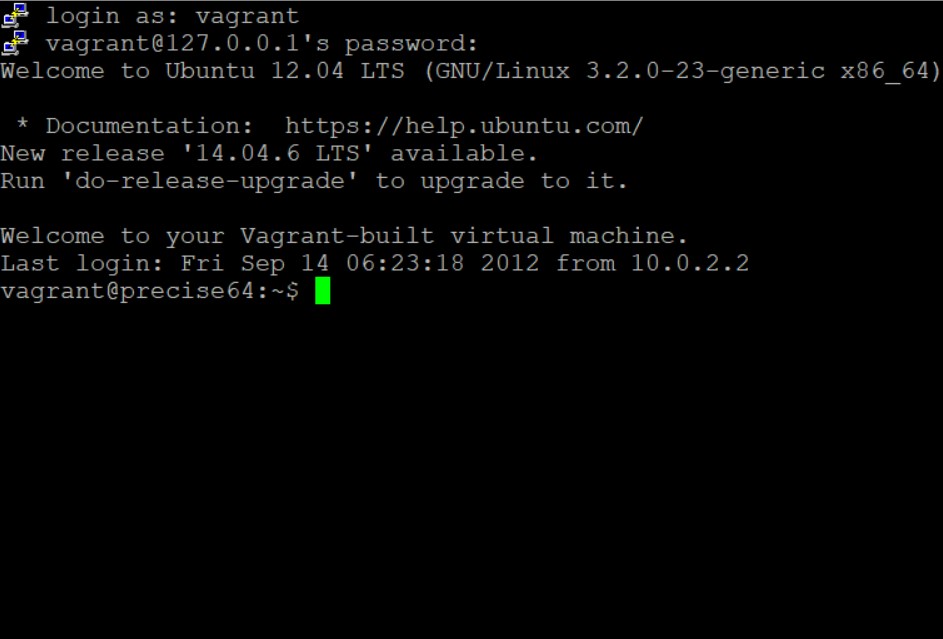 login as: vagrant
vagrant@127.0.0.1's password:
Welcome to Ubuntu 12.04 LTS (GNU/Linux 3.2.0-23-generic x86_64)
* Documentation:  https://help.ubuntu.com/
New release '14.04.6 LTS' available.
Run 'do-release-upgrade' to upgrade to it.
Welcome to your Vagrant-built virtual machine.
Last login: Fri Sep 14 06:23:18 2012 from 10.0.2.2
vagrant@precise64:~$